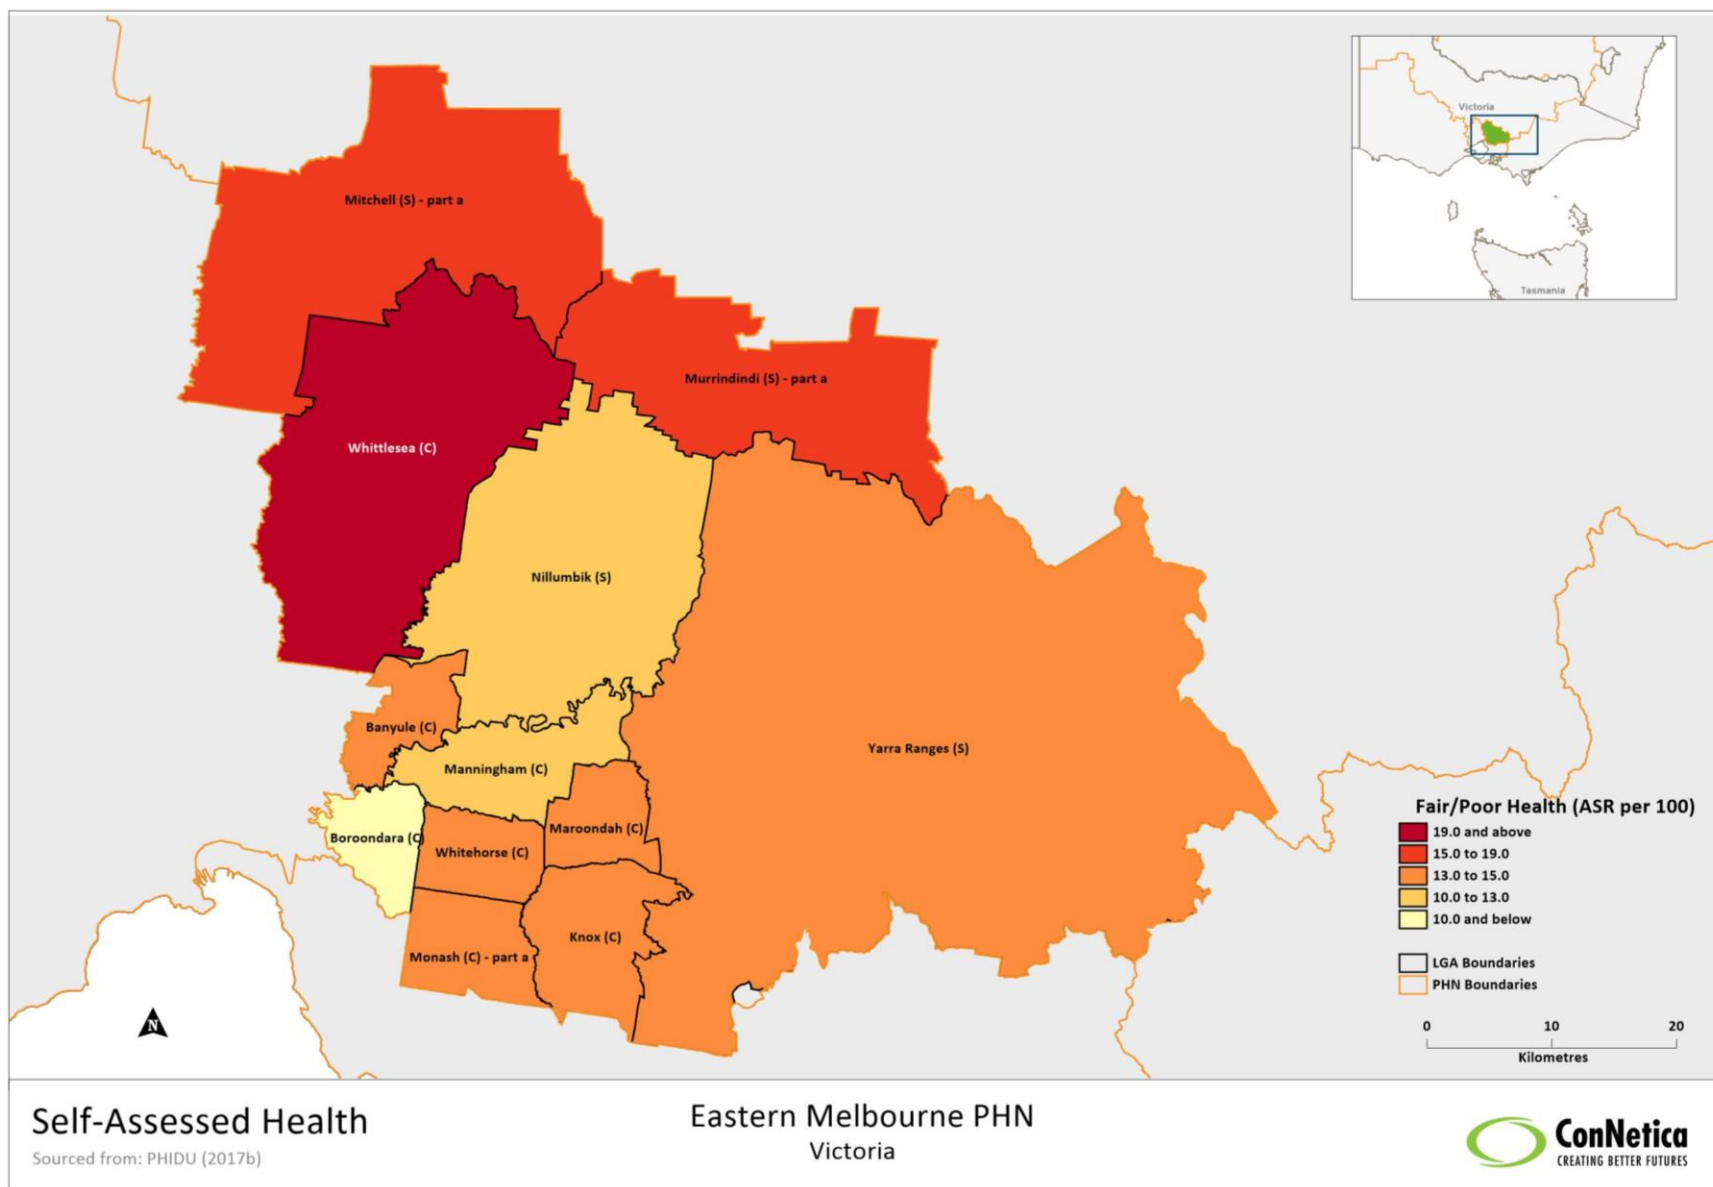 Victoria
Tasmania
Mitchell (S) - part a
Murrindindi (S) - part a
Whittlesea (C)
Nillumbik (S)
Banyule (C)
Yarra Ranges (S)
Manningham (C)
Maroondah (C)
Boroondara (C)
Whitehorse (C)
Knox (C)
Monash (C) - part a
Fair/Poor Health (ASR per 100)
19.0 and above
15.0 to 19.0
13.0 to 15.0
10.0 to 13.0
10.0 and below
LGA Boundaries
PHN Boundaries
0 10 20
Kilometres
N
Self-Assessed Health
Sourced from: PHIDU (2017b)
Eastern Melbourne PHN
Victoria
ConNetica
CREATING BETTER FUTURES